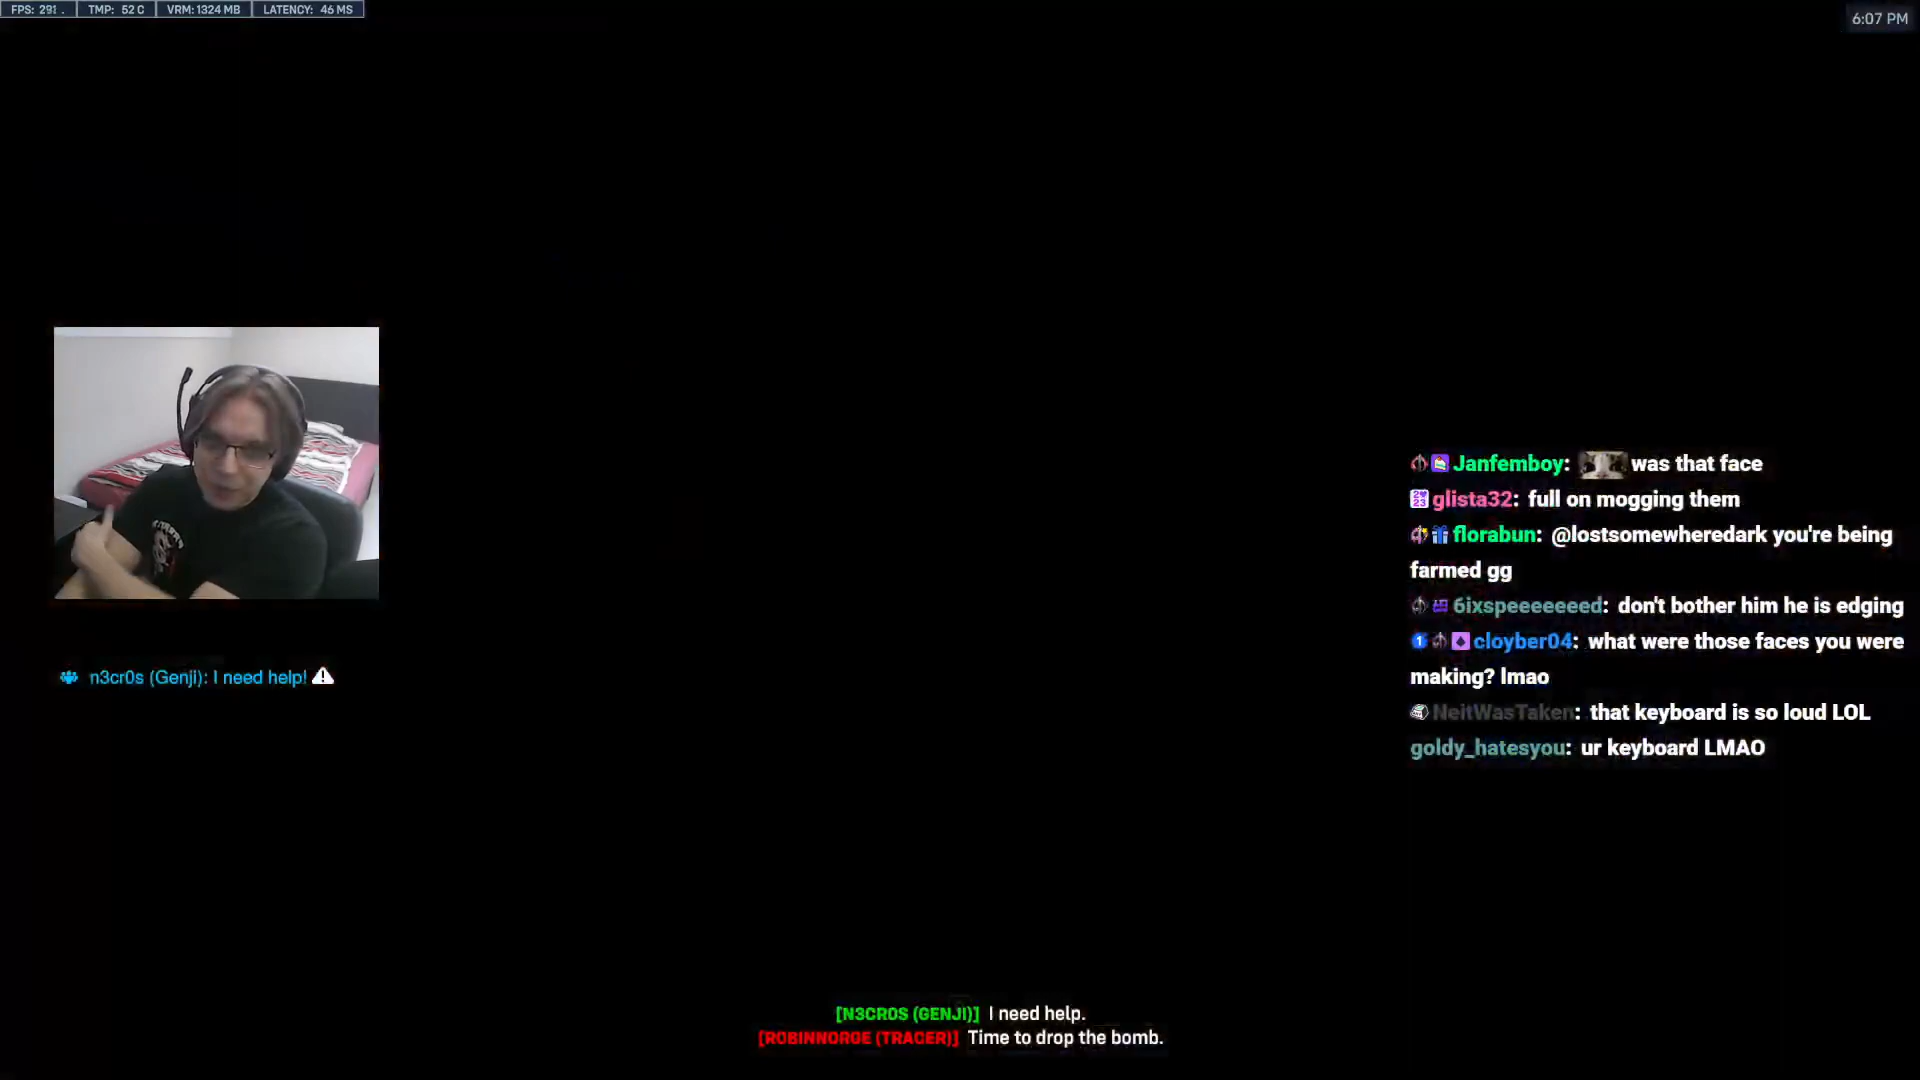 FPS: 291 . TMP: 52 C VRM: 1324 MB LATENCY: 46 MS
6:07 PM
Janfemboy: was that face
glista32: full on mogging them
florabun: @lostsomewheredark you're being
farmed gg
6ixspeeeeeeed: don't bother him he is edging
cloyber04: what were those faces you were
making? lmao
n3cr0s (Genji): I need help!
NeitWasTaken: that keyboard is so loud LOL
goldy_hatesyou: ur keyboard LMAO
[N3CR0S (GENJI)] I need help.
[ROBINNORGE (TRACER)] Time to drop the bomb.